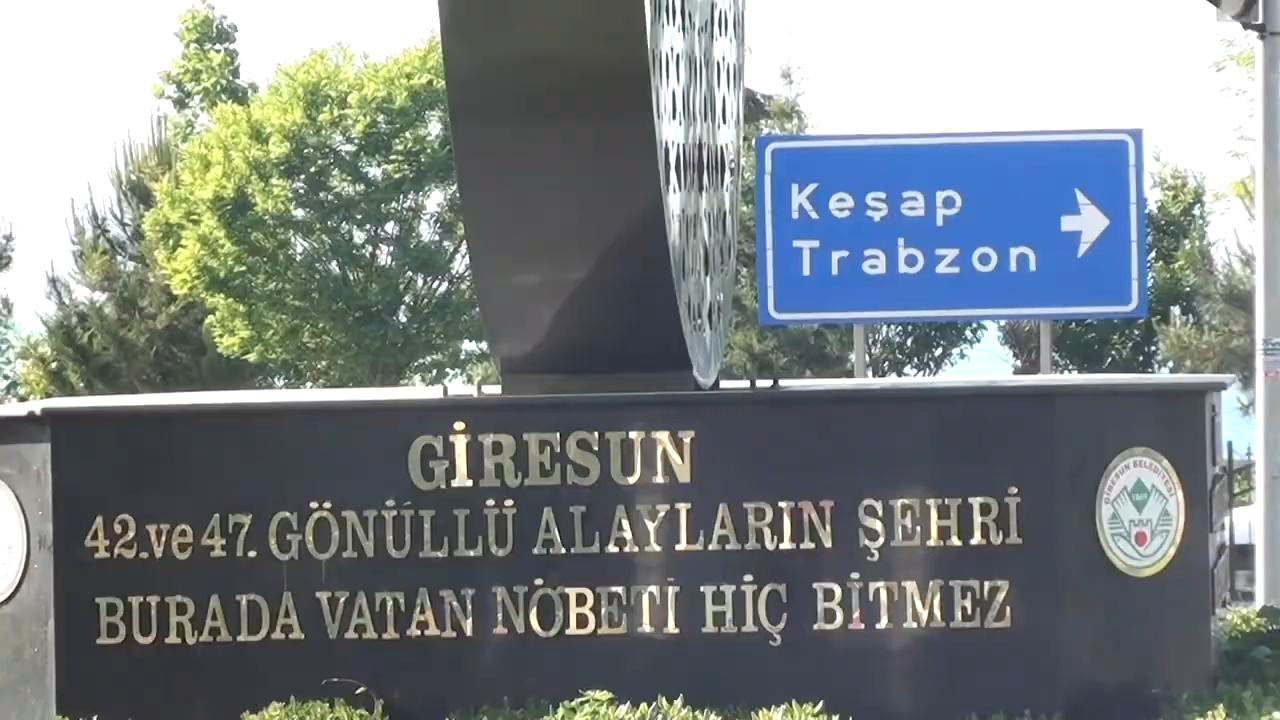 Keşap
Trabzon
GİRESUN
42.ve 47. GÖNÜLLÜ ALAYLARIN ŞEHRİ
BURADA VATAN NÖBETİ HİÇ BİTMEZ
GİRESUN BELEDİYESİ